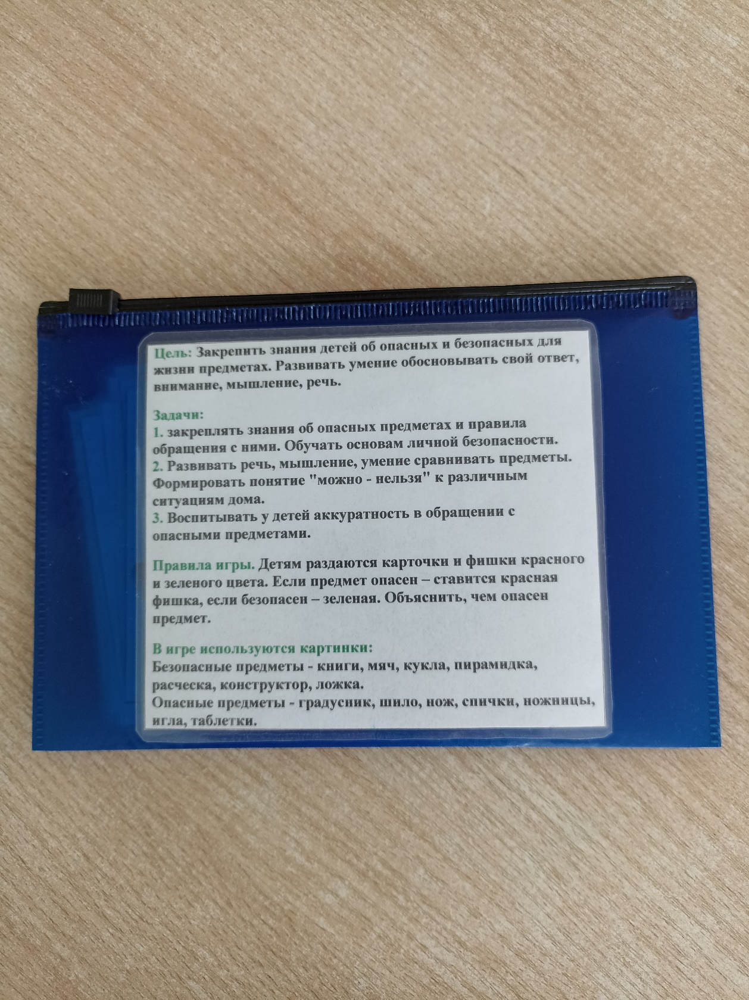 Цель: Закрепить знания детей об опасных и безопасных для
жизни предметах. Развивать умение обосновывать свой ответ,
внимание, мышление, речь.
Задачи:
1. закреплять знания об опасных предметах и правила
обращения с ними. Обучать основам личной безопасности.
2. Развивать речь, мышление, умение сравнивать предметы.
Формировать понятие "можно - нельзя" к различным
ситуациям дома.
3. Воспитывать у детей аккуратность в обращении с
опасными предметами.
Правила игры. Детям раздаются карточки и фишки красного
и зеленого цвета. Если предмет опасен – ставится красная
фишка, если безопасен – зеленая. Объяснить, чем опасен
предмет.
В игре используются картинки:
Безопасные предметы - книги, мяч, кукла, пирамидка,
расческа, конструктор, ложка.
Опасные предметы - градусник, шило, нож, спички, ножницы,
игла, таблетки.